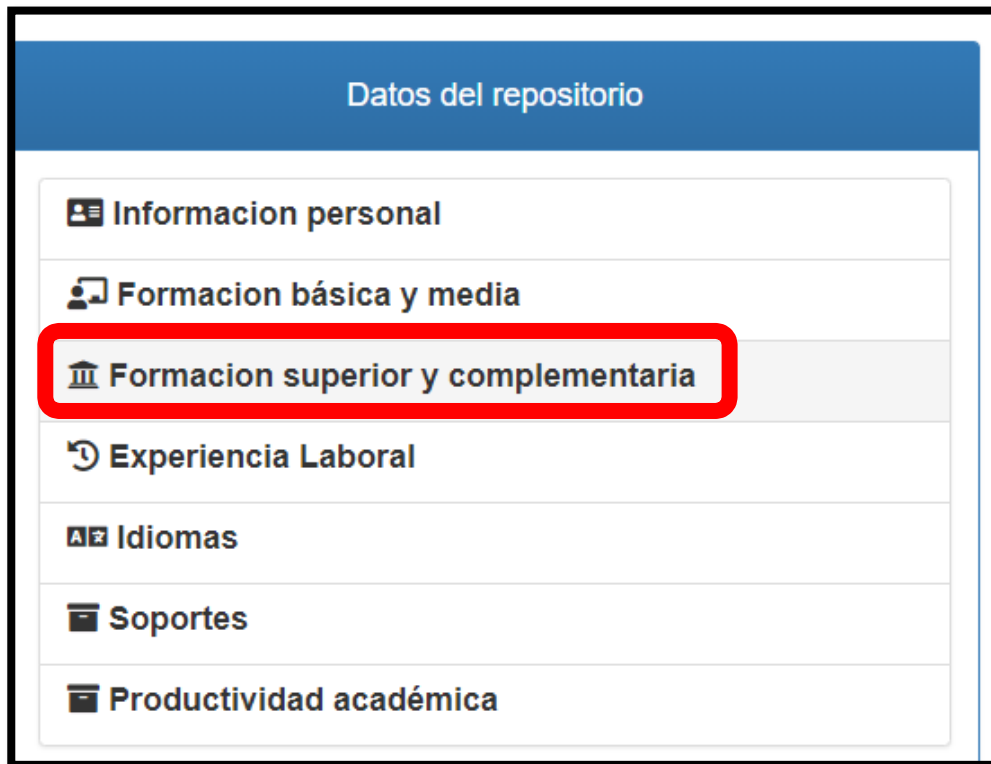 Datos del repositorio
Informacion personal
Formacion básica y media
Formacion superior y complementaria
Experiencia Laboral
Idiomas
Soportes
Productividad académica